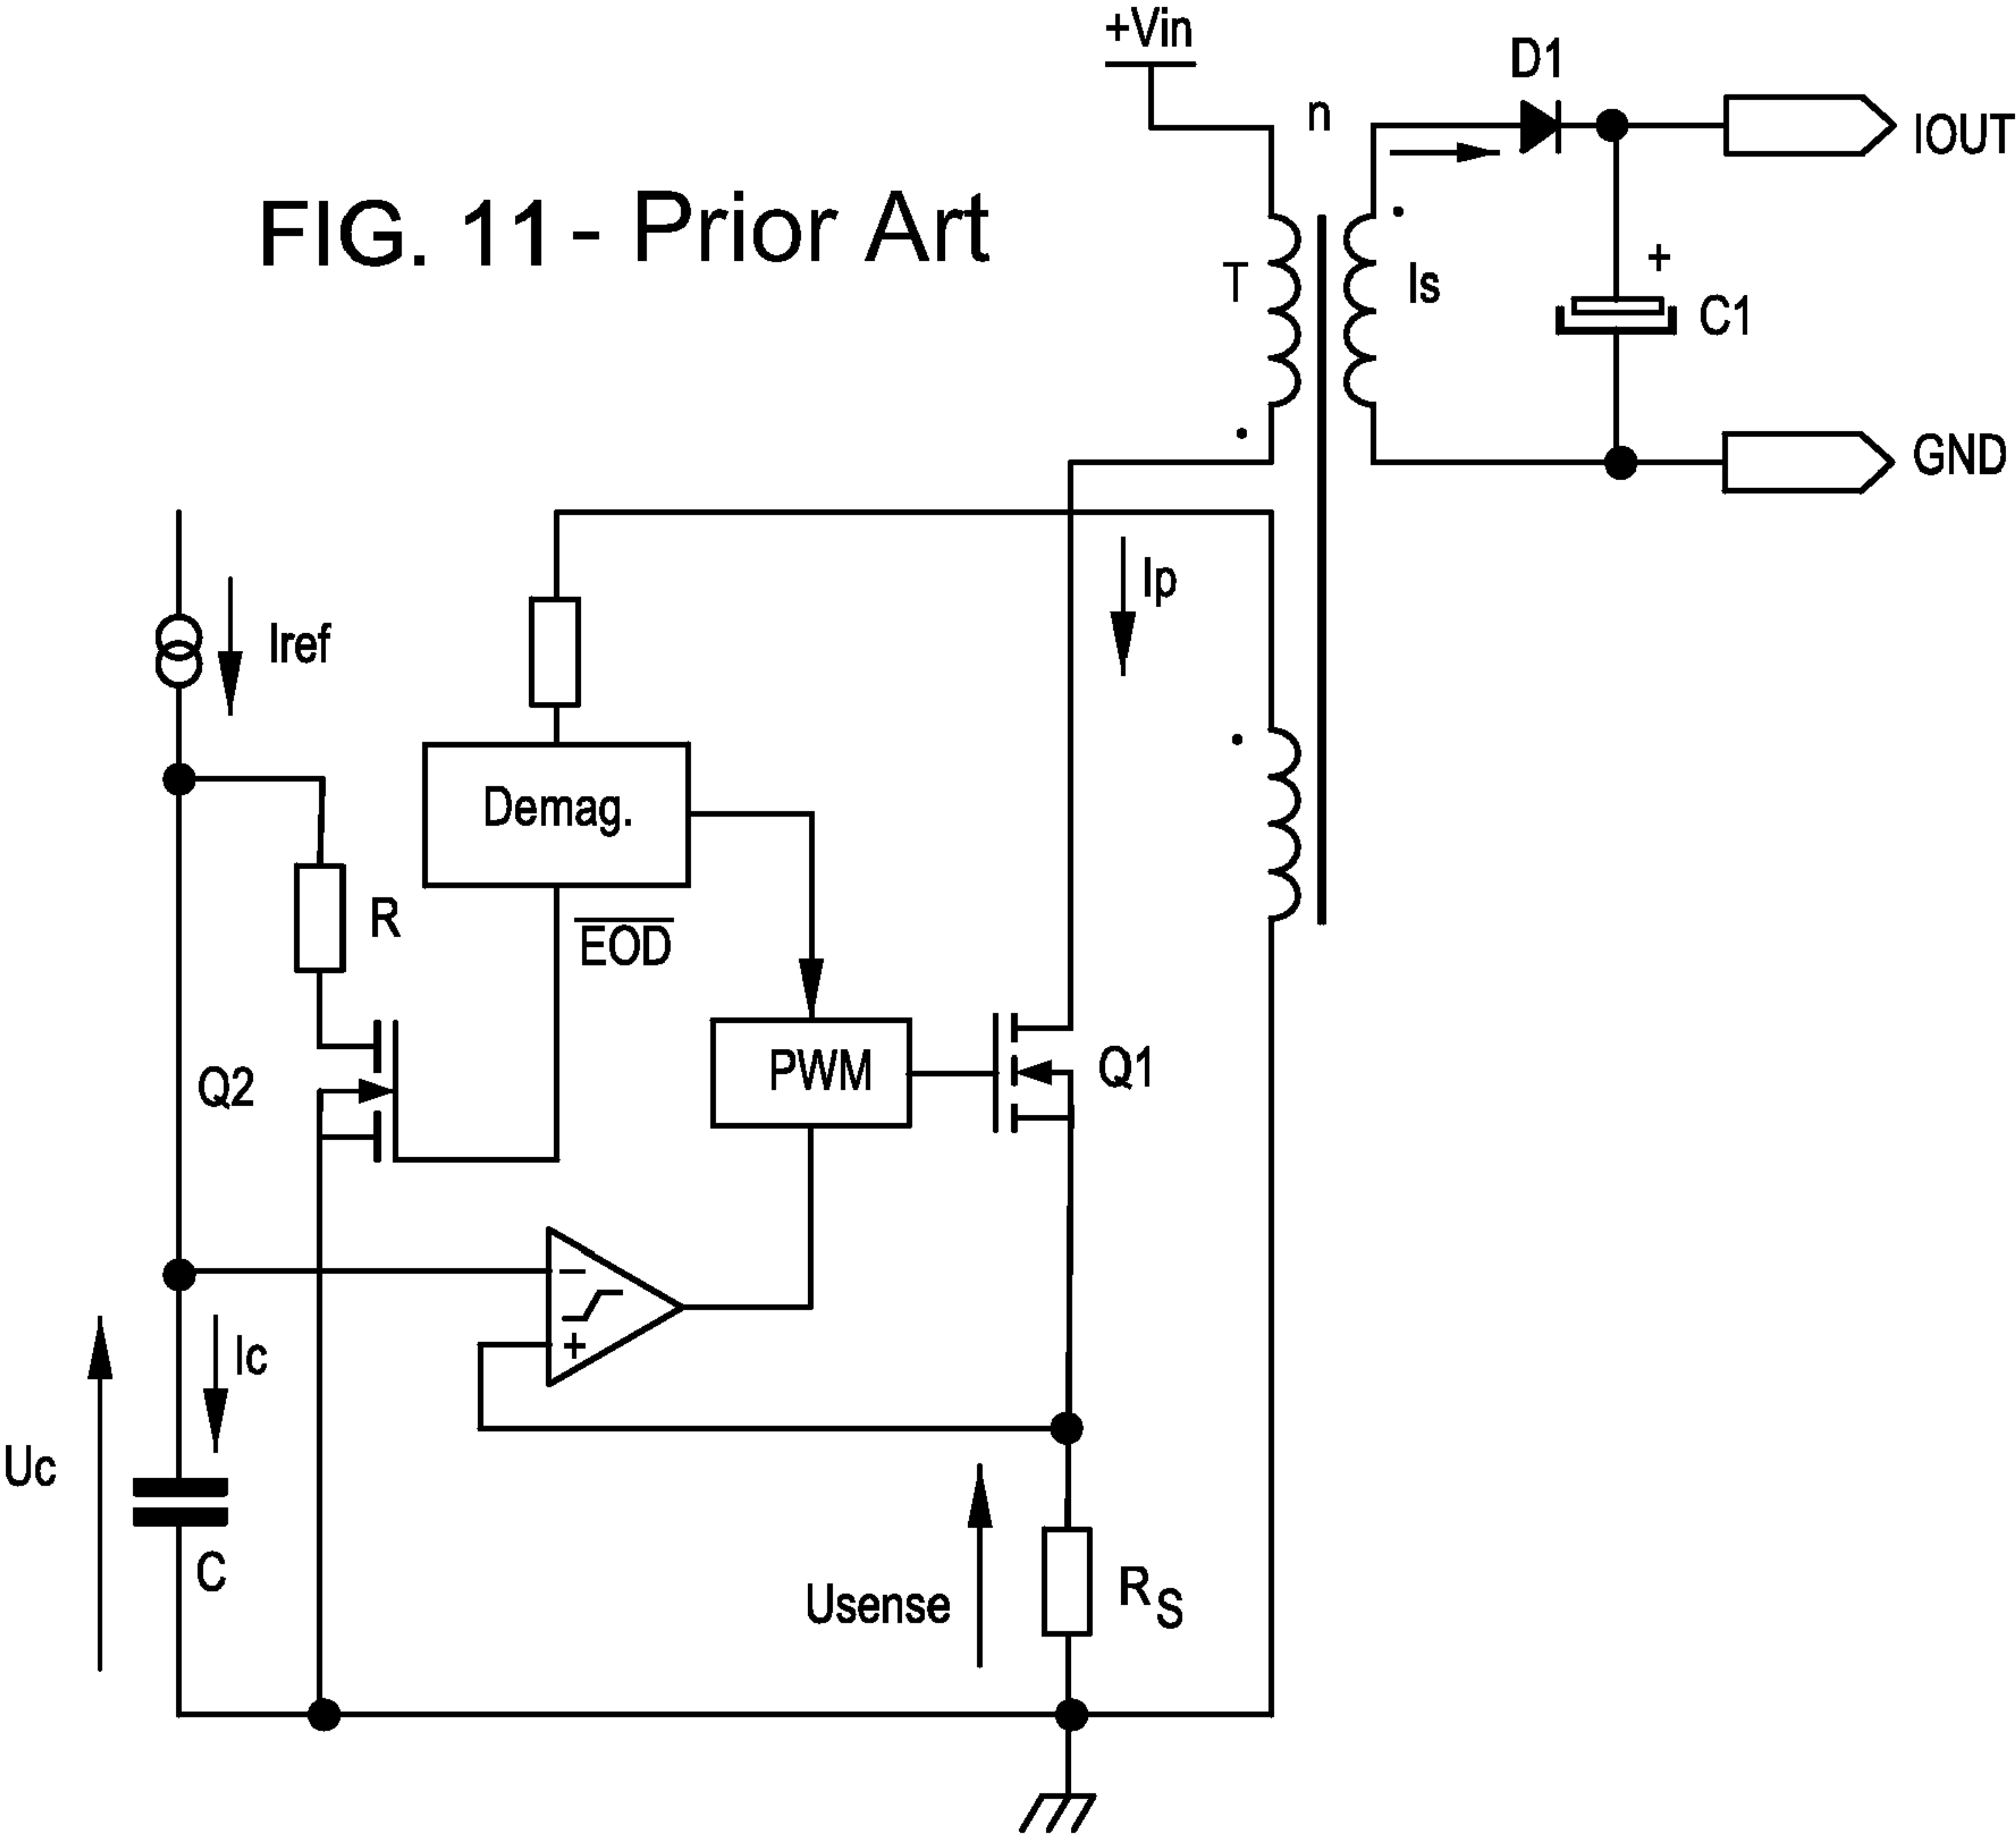 +Vin
D1
n
IOUT
FIG. 11 - Prior Art
T
Is
+
C1
GND
Ip
Iref
Demag.
R
EOD
Q2
PWM
Q1
−
+
Ic
Uc
C
Usense
RS